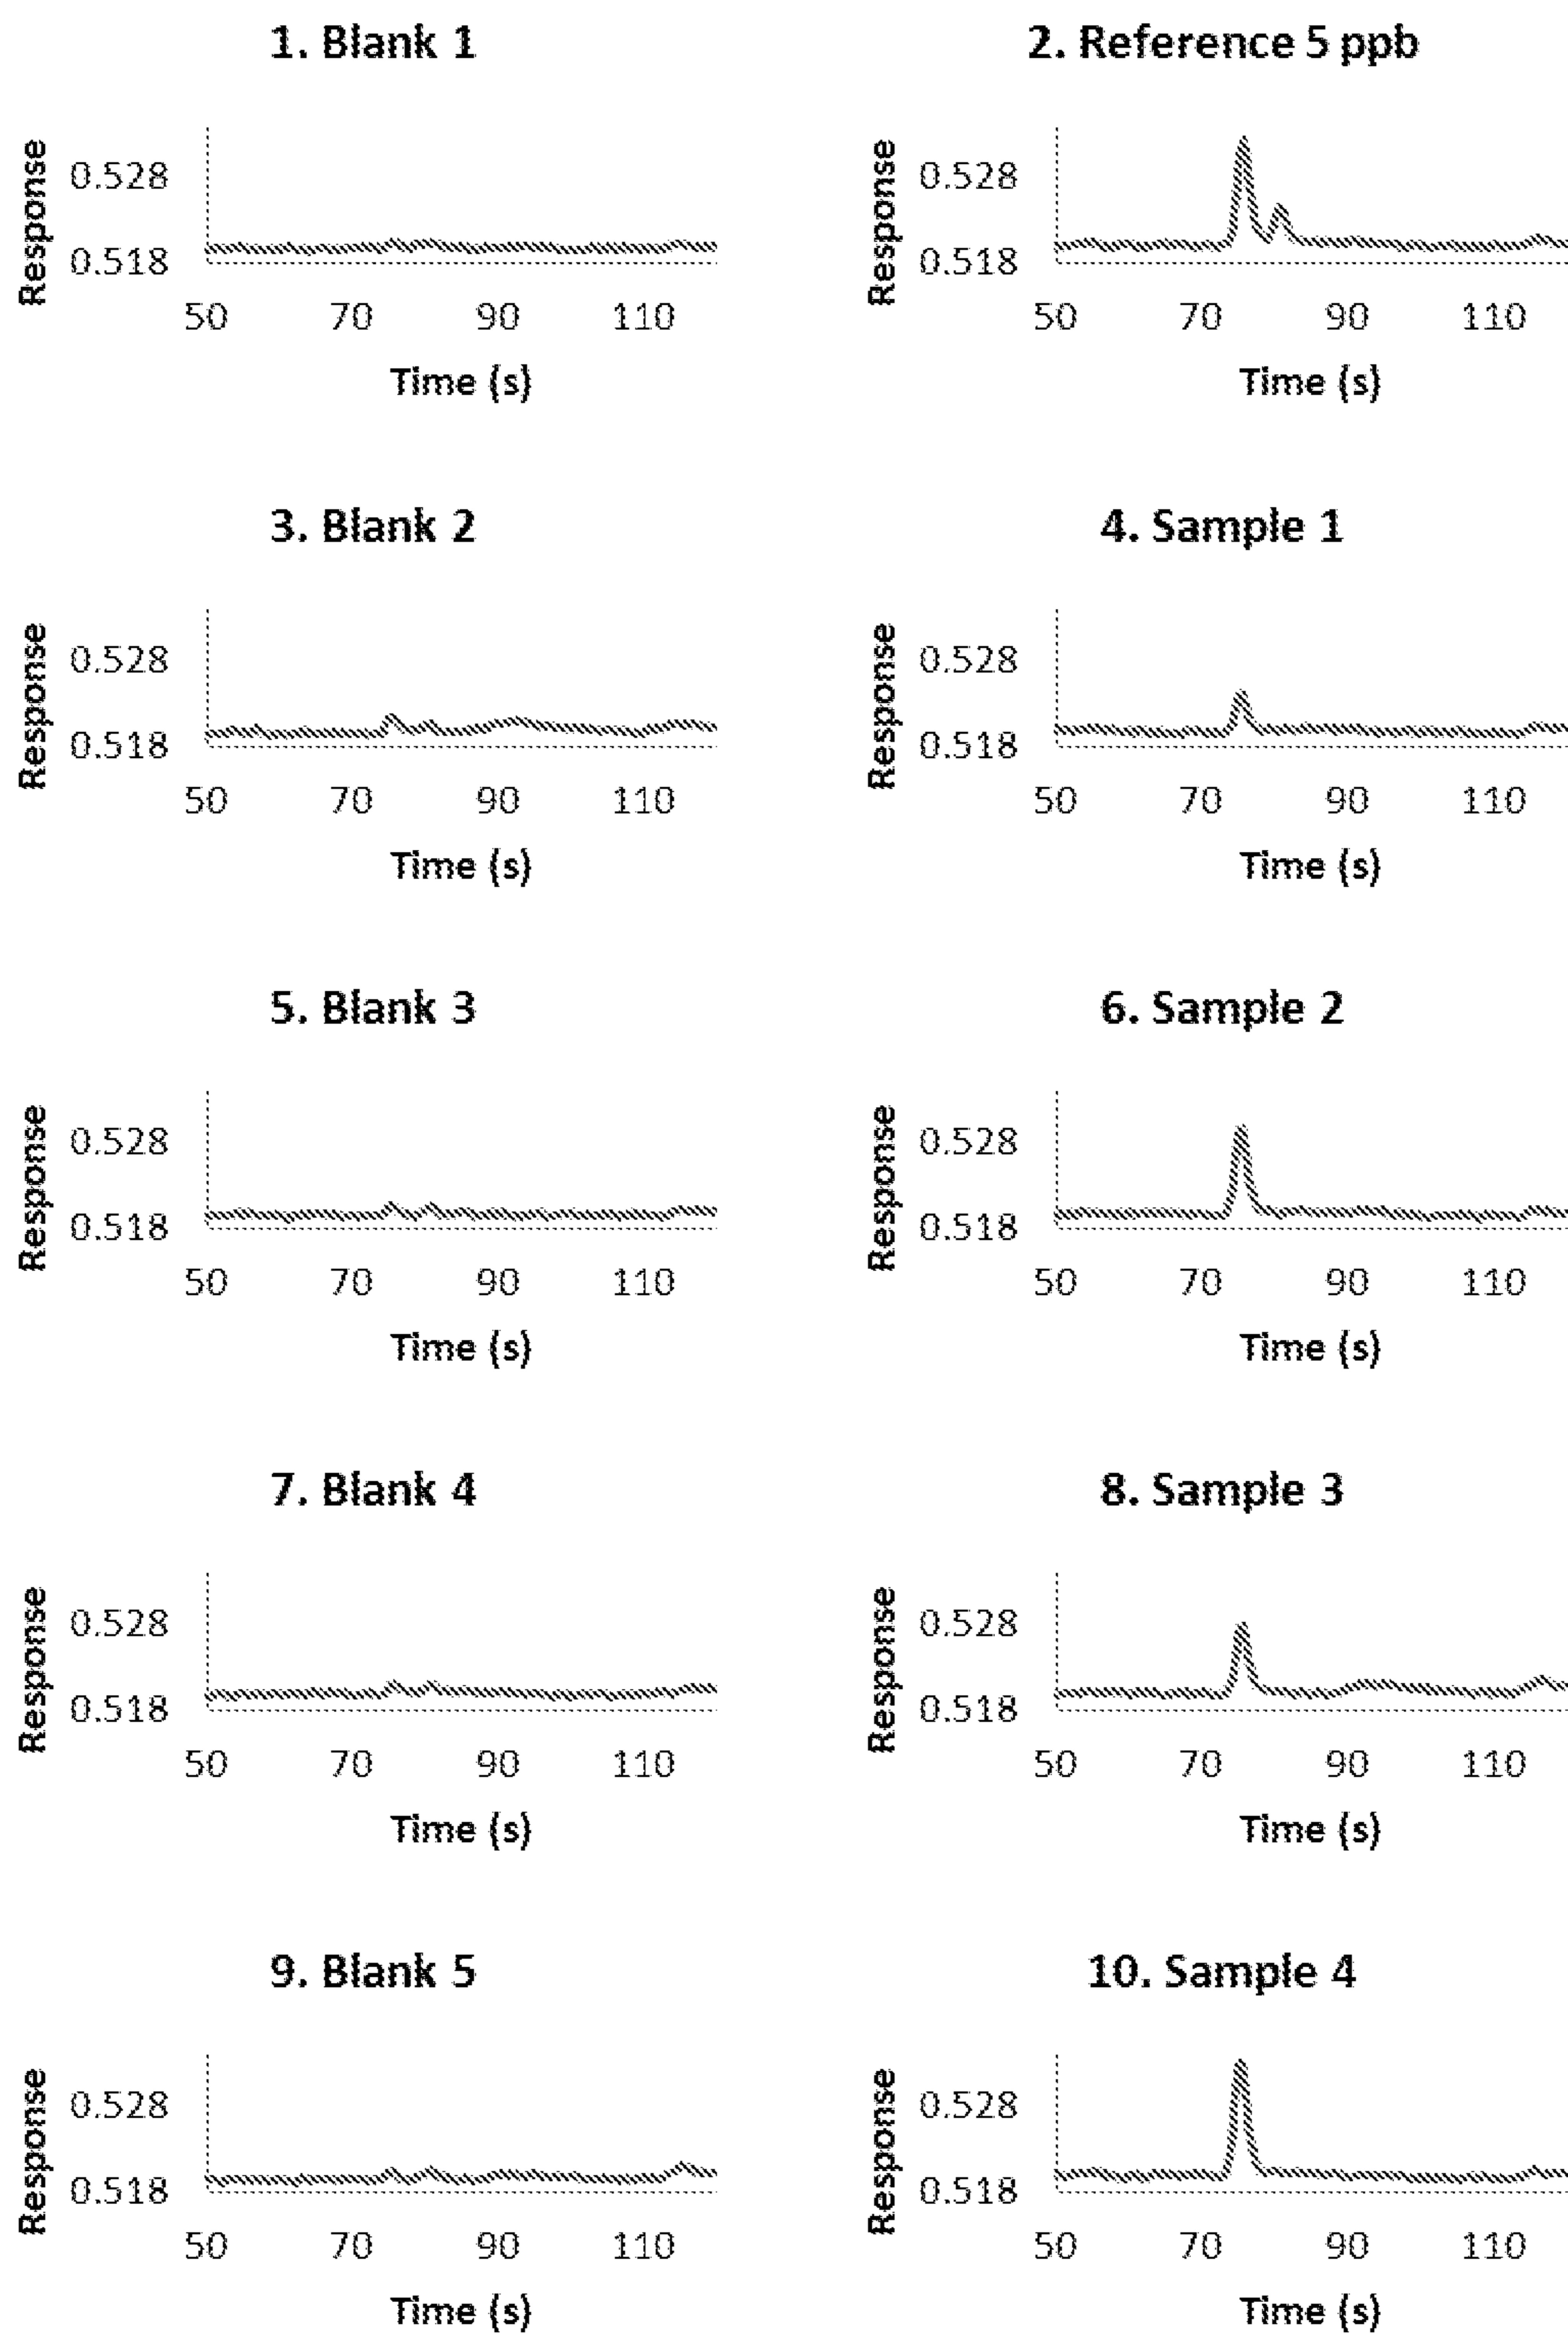 1. Blank 1
Response
0.528
0.518
50 70 90 110
Time (s)
2. Reference 5 ppb
Response
0.528
0.518
50 70 90 110
Time (s)
3. Blank 2
Response
0.528
0.518
50 70 90 110
Time (s)
4. Sample 1
Response
0.528
0.518
50 70 90 110
Time (s)
5. Blank 3
Response
0.528
0.518
50 70 90 110
Time (s)
6. Sample 2
Response
0.528
0.518
50 70 90 110
Time (s)
7. Blank 4
Response
0.528
0.518
50 70 90 110
Time (s)
8. Sample 3
Response
0.528
0.518
50 70 90 110
Time (s)
9. Blank 5
Response
0.528
0.518
50 70 90 110
Time (s)
10. Sample 4
Response
0.528
0.518
50 70 90 110
Time (s)